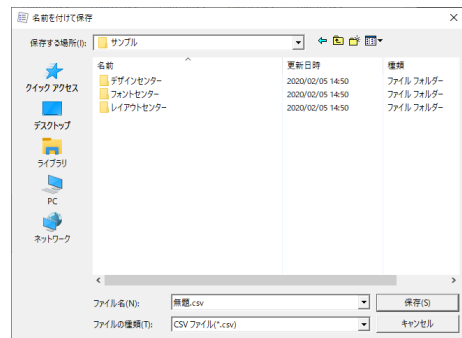 名前を付けて保存
保存する場所(I):
サンプル
クイック アクセス
デスクトップ
ライブラリ
PC
ネットワーク
名前 更新日時 種類
デザインセンター 2020/02/05 14:50 ファイル フォルダー
フォントセンター 2020/02/05 14:50 ファイル フォルダー
レイアウトセンター 2020/02/05 14:50 ファイル フォルダー
ファイル名(N): 無題.csv 保存(S)
ファイルの種類(T): CSV ファイル(*.csv) キャンセル